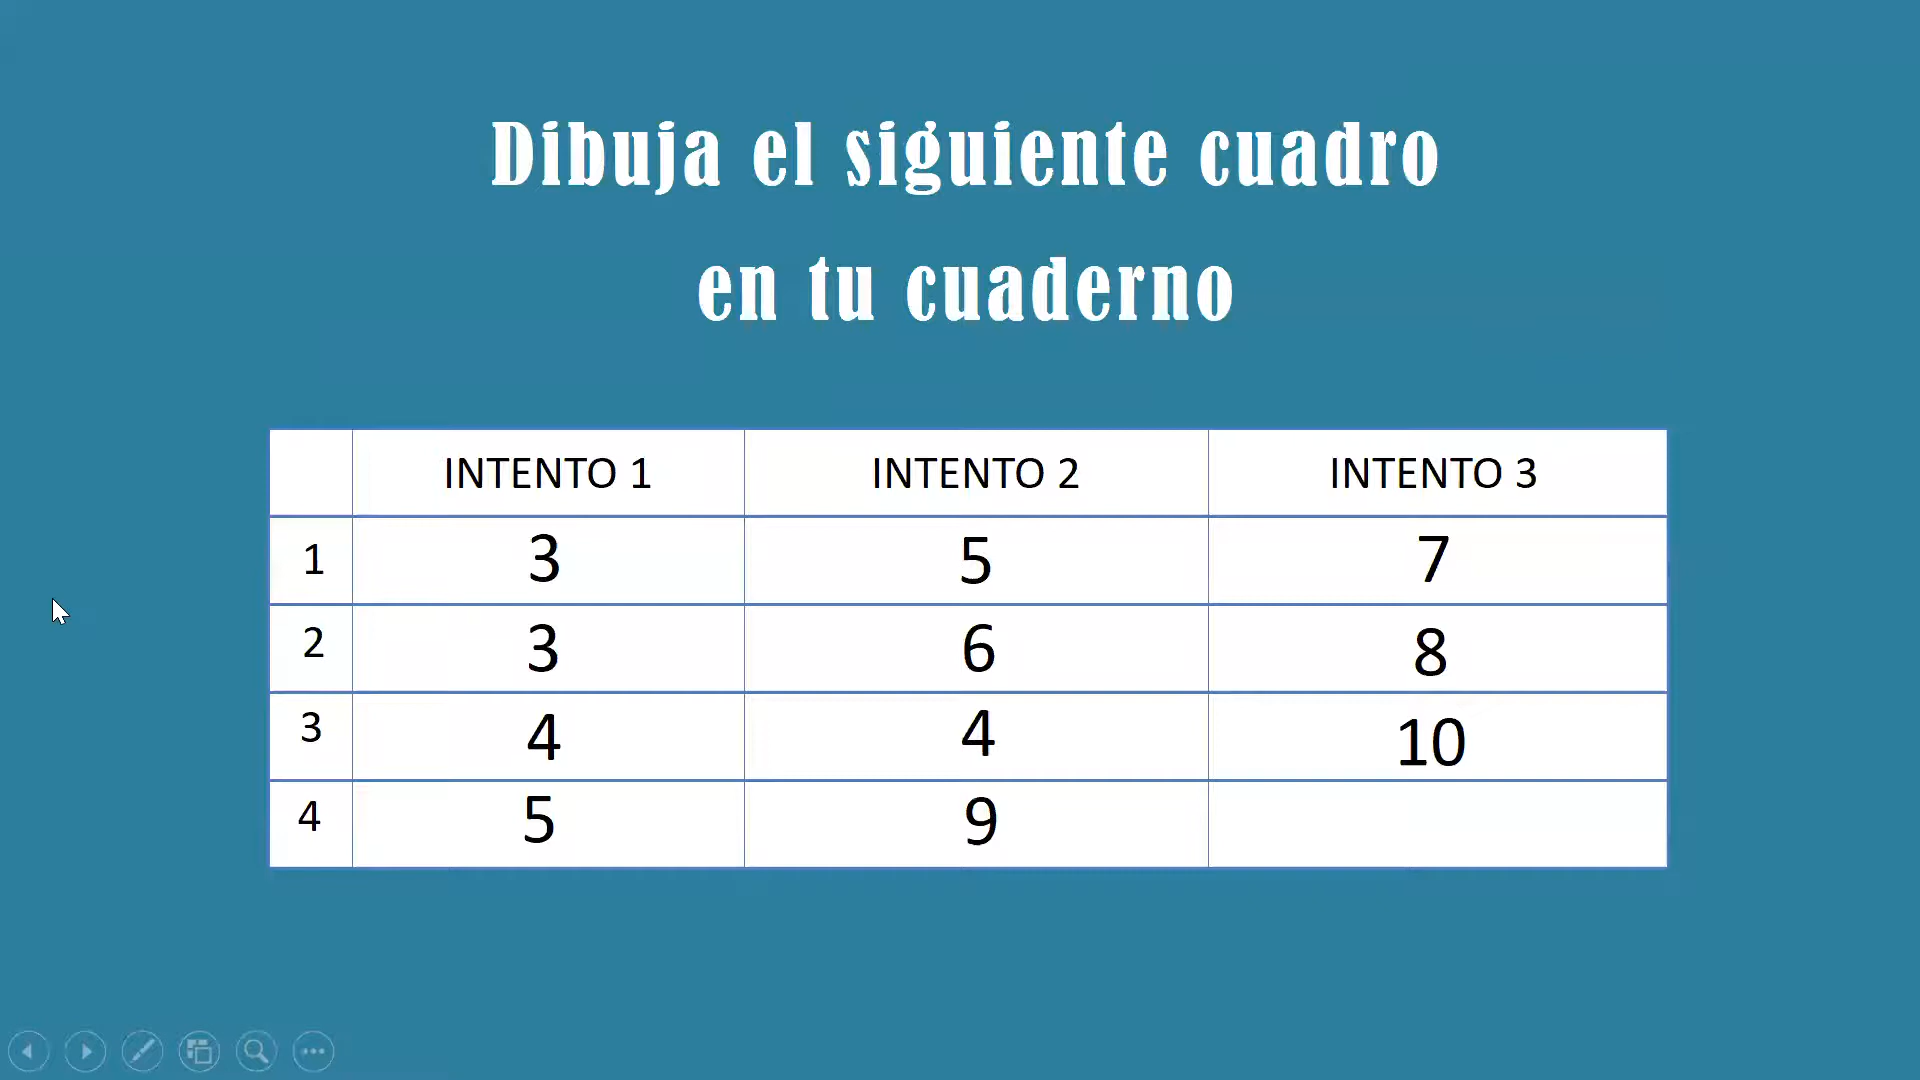 Dibuja el siguiente cuadro
en tu cuaderno
INTENTO 1 INTENTO 2 INTENTO 3
1 3 5 7
2 3 6 8
3 4 4 10
4 5 9